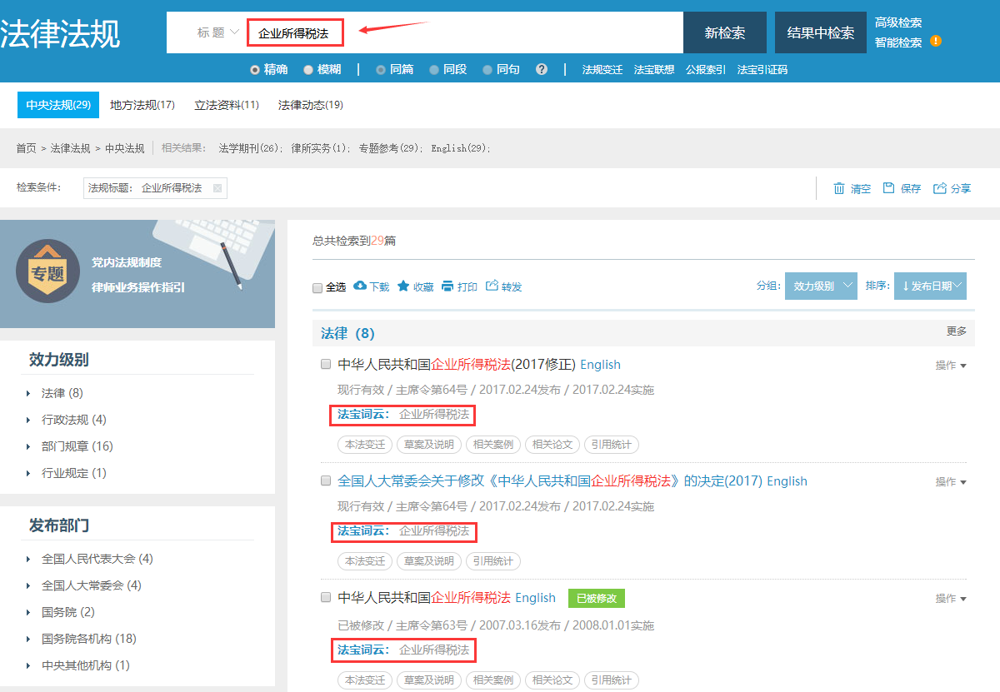 法律法规
标 题 企业所得税法 新检索 结果中检索 高级检索
智能检索
精确 模糊 | 同篇 同段 同句 ? | 法规变迁 法宝联想 公报索引 法宝引证码
中央法规(29) 地方法规(17) 立法资料(11) 法律动态(19)
首页 > 法律法规 > 中央法规 相关结果: 法学期刊(26); 律所实务(1); 专题参考(29); English(29);
检索条件: 法规标题: 企业所得税法 清空 保存 分享
专题
党内法规制度
律师业务操作指引
效力级别
法律 (8)
行政法规 (4)
部门规章 (16)
行业规定 (1)
发布部门
全国人民代表大会 (4)
全国人大常委会 (4)
国务院 (2)
国务院各机构 (18)
中央其他机构 (1)
总共检索到29篇
全选 下载 收藏 打印 转发 分组: 效力级别 排序: ↓发布日期
法律（8） 更多
中华人民共和国企业所得税法(2017修正) English 操作
现行有效 / 主席令第64号 / 2017.02.24发布 / 2017.02.24实施
法宝词云: 企业所得税法
本法变迁 草案及说明 相关案例 相关论文 引用统计
全国人大常委会关于修改《中华人民共和国企业所得税法》的决定(2017) English 操作
现行有效 / 主席令第64号 / 2017.02.24发布 / 2017.02.24实施
法宝词云: 企业所得税法
本法变迁 草案及说明 引用统计
中华人民共和国企业所得税法 English 已被修改 操作
已被修改 / 主席令第63号 / 2007.03.16发布 / 2008.01.01实施
法宝词云: 企业所得税法
本法变迁 草案及说明 相关案例 相关论文 引用统计